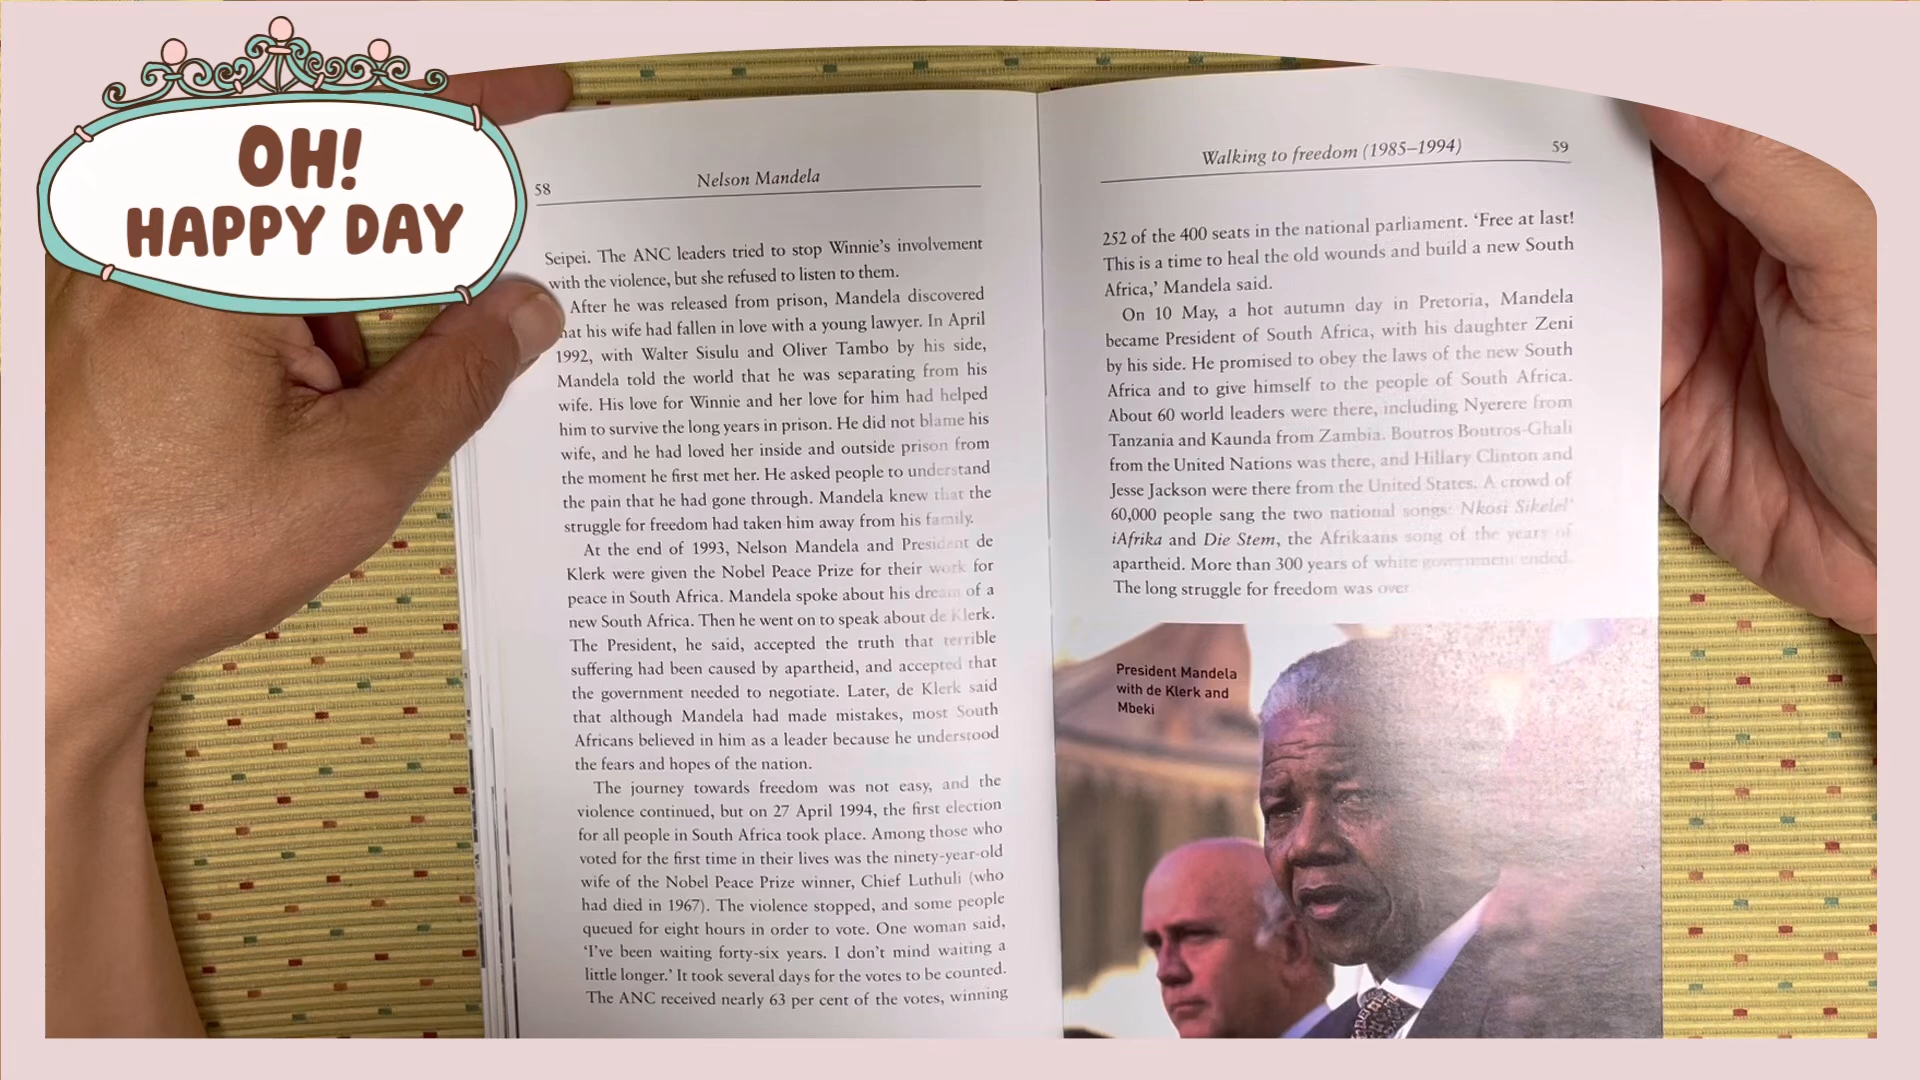 OH!
HAPPY DAY
58
Nelson Mandela
Seipei. The ANC leaders tried to stop Winnie's involvement
with the violence, but she refused to listen to them.
After he was released from prison, Mandela discovered
hat his wife had fallen in love with a young lawyer. In April
1992, with Walter Sisulu and Oliver Tambo by his side,
Mandela told the world that he was separating from his
wife. His love for Winnie and her love for him had helped
him to survive the long years in prison. He did not blame his
wife, and he had loved her inside and outside prison from
the moment he first met her. He asked people to understand
the pain that he had gone through. Mandela knew that the
struggle for freedom had taken him away from his family.
At the end of 1993, Nelson Mandela and President de
Klerk were given the Nobel Peace Prize for their work for
peace in South Africa. Mandela spoke about his dream of a
new South Africa. Then he went on to speak about de Klerk.
The President, he said, accepted the truth that terrible
suffering had been caused by apartheid, and accepted that
the government needed to negotiate. Later, de Klerk said
that although Mandela had made mistakes, most South
Africans believed in him as a leader because he understood
the fears and hopes of the nation.
The journey towards freedom was not easy, and the
violence continued, but on 27 April 1994, the first election
for all people in South Africa took place. Among those who
voted for the first time in their lives was the ninety-year-old
wife of the Nobel Peace Prize winner, Chief Luthuli (who
had died in 1967). The violence stopped, and some people
queued for eight hours in order to vote. One woman said,
'I've been waiting forty-six years. I don't mind waiting a
little longer.' It took several days for the votes to be counted.
The ANC received nearly 63 per cent of the votes, winning
Walking to freedom (1985–1994)
59
252 of the 400 seats in the national parliament. 'Free at last!
This is a time to heal the old wounds and build a new South
Africa,' Mandela said.
On 10 May, a hot autumn day in Pretoria, Mandela
became President of South Africa, with his daughter Zeni
by his side. He promised to obey the laws of the new South
Africa and to give himself to the people of South Africa.
About 60 world leaders were there, including Nyerere from
Tanzania and Kaunda from Zambia. Boutros Boutros-Ghali
from the United Nations was there, and Hillary Clinton and
Jesse Jackson were there from the United States. A crowd of
60,000 people sang the two national songs: Nkosi Sikelel'
iAfrika and Die Stem, the Afrikaans song of the years of
apartheid. More than 300 years of white government ended.
The long struggle for freedom was over
President Mandela
with de Klerk and
Mbeki